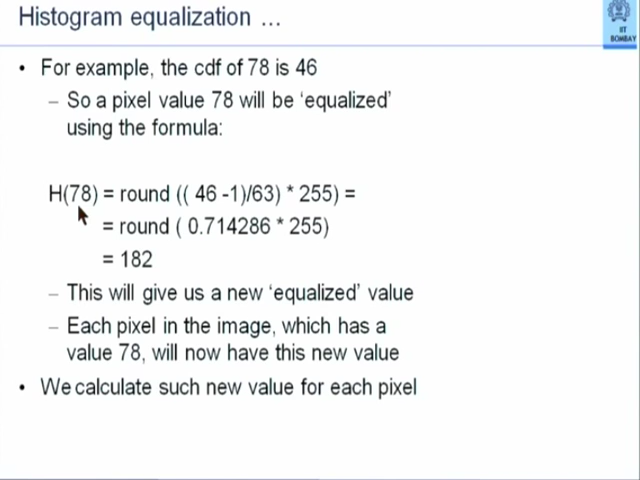 Histogram equalization ...
IIT
BOMBAY
• For example, the cdf of 78 is 46
– So a pixel value 78 will be 'equalized'
using the formula:
H(78) = round (( 46 -1)/63) * 255) =
= round ( 0.714286 * 255)
= 182
– This will give us a new 'equalized' value
– Each pixel in the image, which has a
value 78, will now have this new value
• We calculate such new value for each pixel